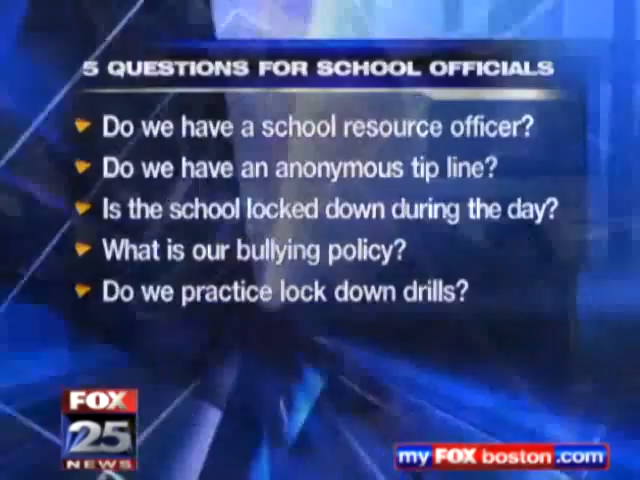 5 QUESTIONS FOR SCHOOL OFFICIALS
Do we have a school resource officer?
Do we have an anonymous tip line?
Is the school locked down during the day?
What is our bullying policy?
Do we practice lock down drills?
FOX
25
NEWS
myFOXboston.com